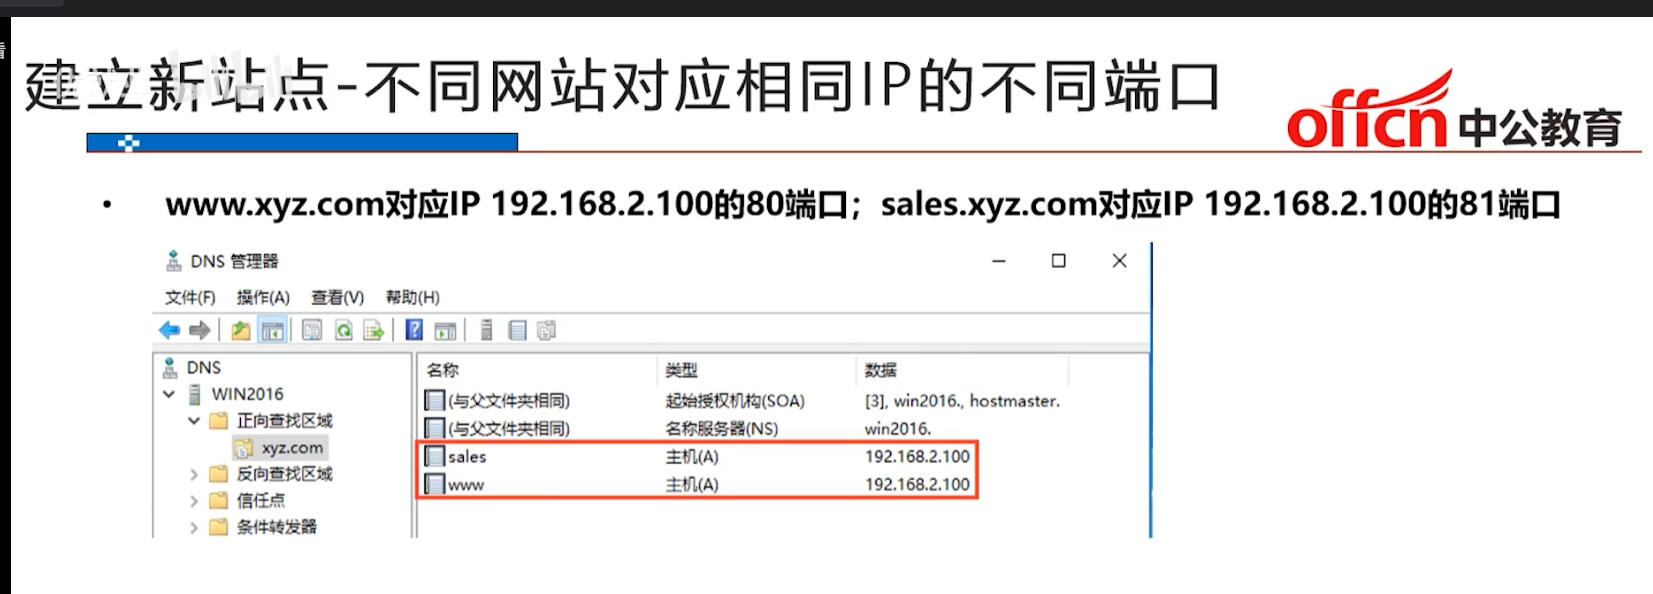 建立新站点-不同网站对应相同IP的不同端口
offcn 中公教育
• www.xyz.com对应IP 192.168.2.100的80端口；sales.xyz.com对应IP 192.168.2.100的81端口
DNS 管理器
文件(F) 操作(A) 查看(V) 帮助(H)
DNS
WIN2016
正向查找区域
xyz.com
反向查找区域
信任点
条件转发器
名称 类型 数据
(与父文件夹相同) 起始授权机构(SOA) [3], win2016., hostmaster.
(与父文件夹相同) 名称服务器(NS) win2016.
sales 主机(A) 192.168.2.100
www 主机(A) 192.168.2.100